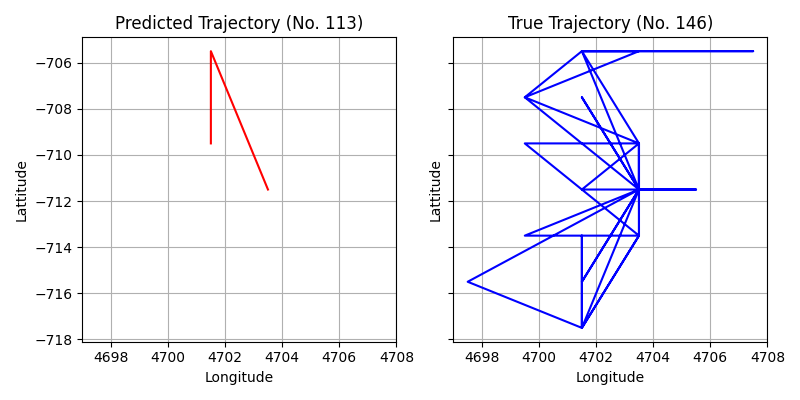 Predicted Trajectory (No. 113)
−706
−708
−710
−712
−714
−716
−718
Lattitude
4698 4700 4702 4704 4706 4708
Longitude
True Trajectory (No. 146)
Lattitude
4698 4700 4702 4704 4706 4708
Longitude